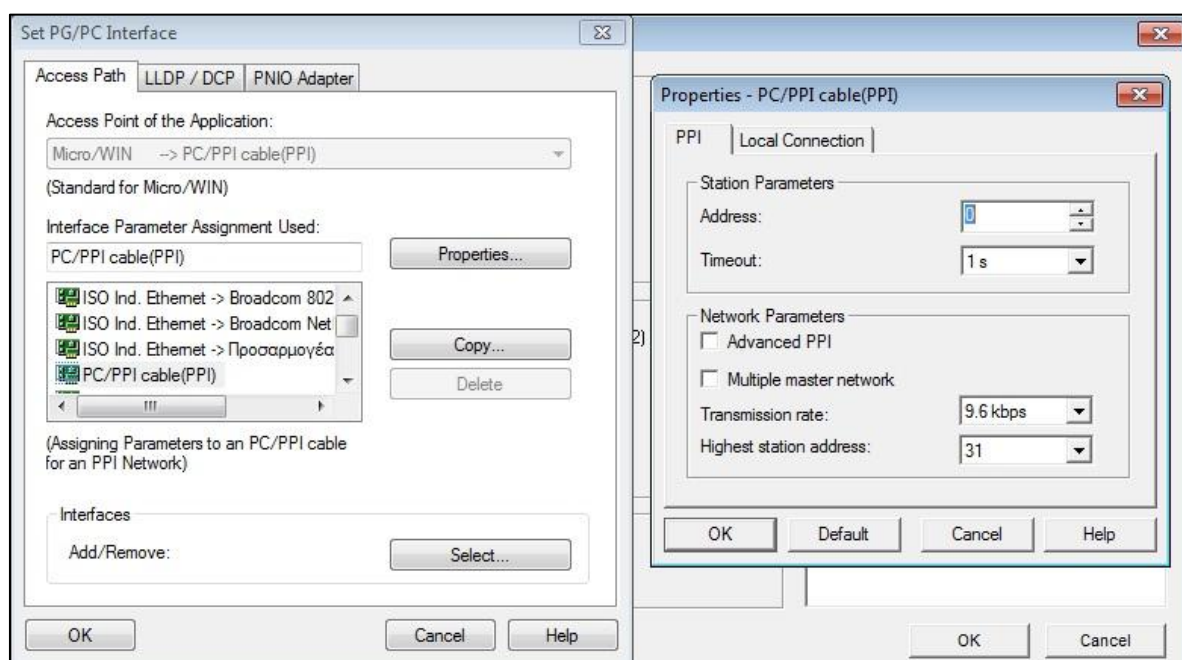 Set PG/PC Interface
Access Path LLDP / DCP PNIO Adapter
Access Point of the Application:
Micro/WIN --> PC/PPI cable(PPI)
(Standard for Micro/WIN)
Interface Parameter Assignment Used:
PC/PPI cable(PPI)
Properties...
ISO Ind. Ethernet -> Broadcom 802
ISO Ind. Ethernet -> Broadcom Net
ISO Ind. Ethernet -> Προσαρμογέα
PC/PPI cable(PPI)
Copy...
Delete
(Assigning Parameters to an PC/PPI cable
for an PPI Network)
Interfaces
Add/Remove:
Select...
OK Cancel Help
2)
Properties - PC/PPI cable(PPI)
PPI Local Connection
Station Parameters
Address: 0
Timeout: 1 s
Network Parameters
Advanced PPI
Multiple master network
Transmission rate: 9.6 kbps
Highest station address: 31
OK Default Cancel Help
OK Cancel